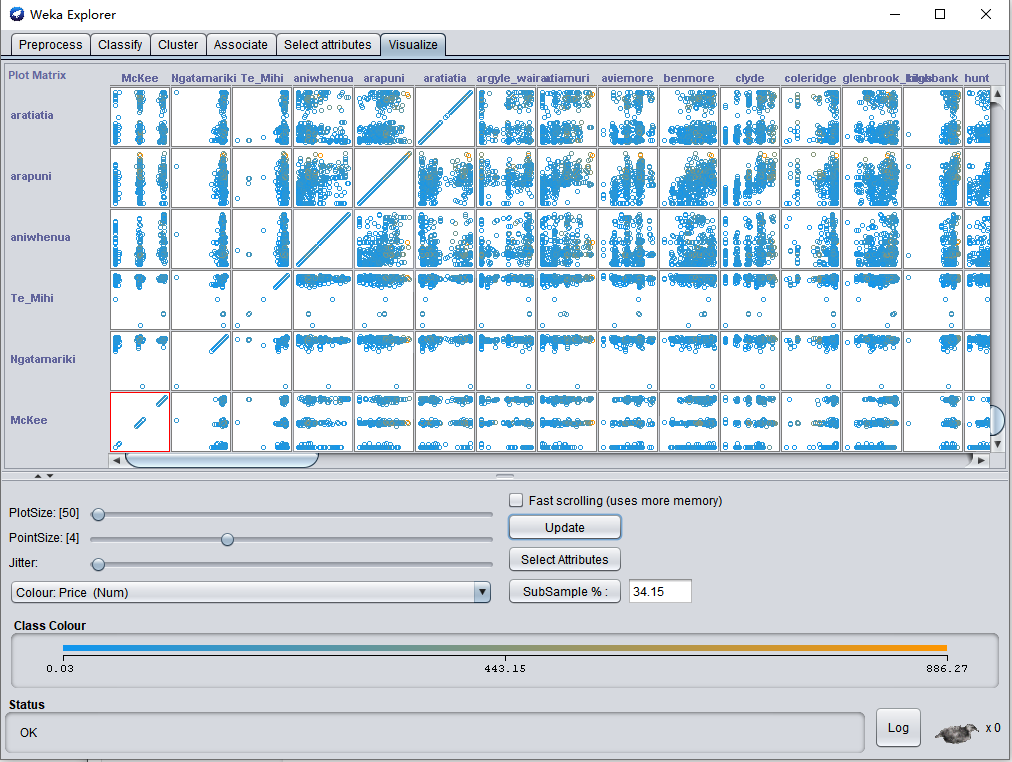 Weka Explorer
Preprocess Classify Cluster Associate Select attributes Visualize
Plot Matrix McKee Ngatamariki Te_Mihi aniwhenua arapuni aratiatia argyle_waira atiamuri aviemore benmore clyde coleridge glenbrook_ bank hunt
aratiatia
arapuni
aniwhenua
Te_Mihi
Ngatamariki
McKee
PlotSize: [50]
Fast scrolling (uses more memory)
Update
PointSize: [4]
Jitter:
Select Attributes
Colour: Price (Num)
SubSample % :
34.15
Class Colour
0.03 443.15 886.27
Status
OK
Log
x 0